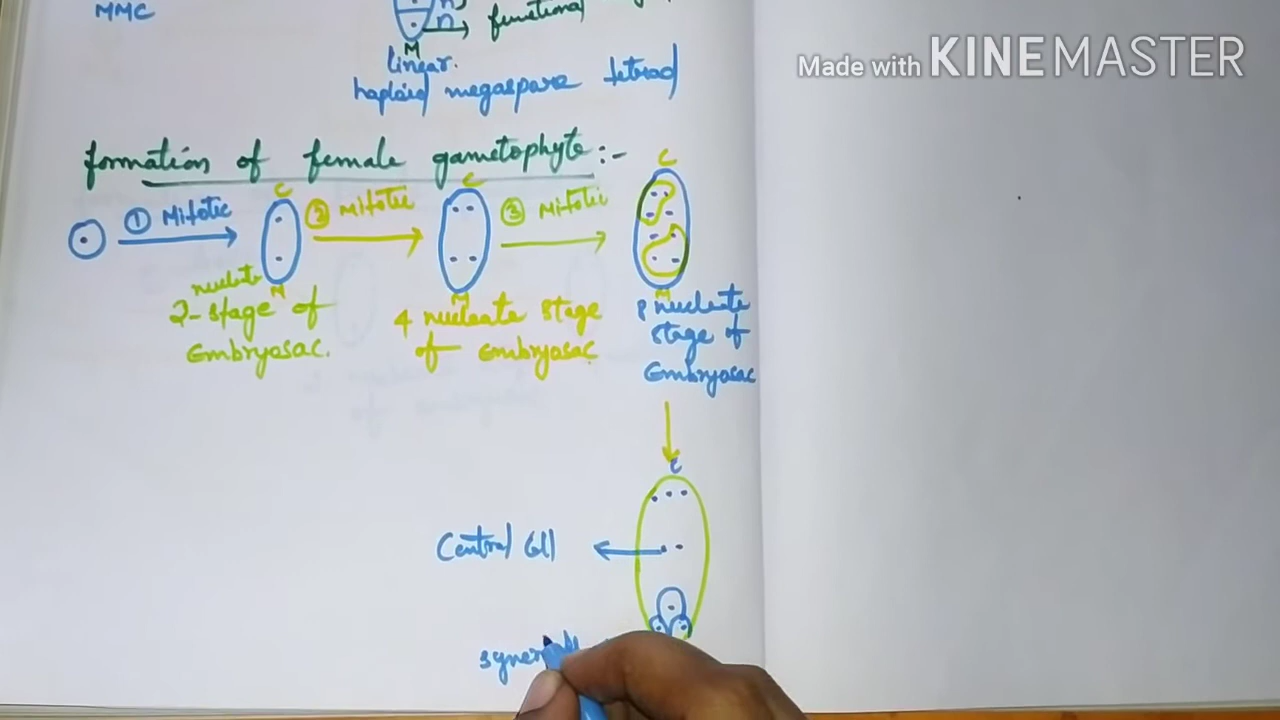 MMC
n
n
functional
M
linear.
haploid megaspore tetrad
Made with KINEMASTER
formation of female gametophyte :-
① Mitotic
C
② Mitotic
C
③ Mitotic
C
nucleate
M
2-stage of
Embryosac.
M
4 nucleate stage
of Embryosac
M
8 nucleate
stage of
Embryosac
C
Central Cell